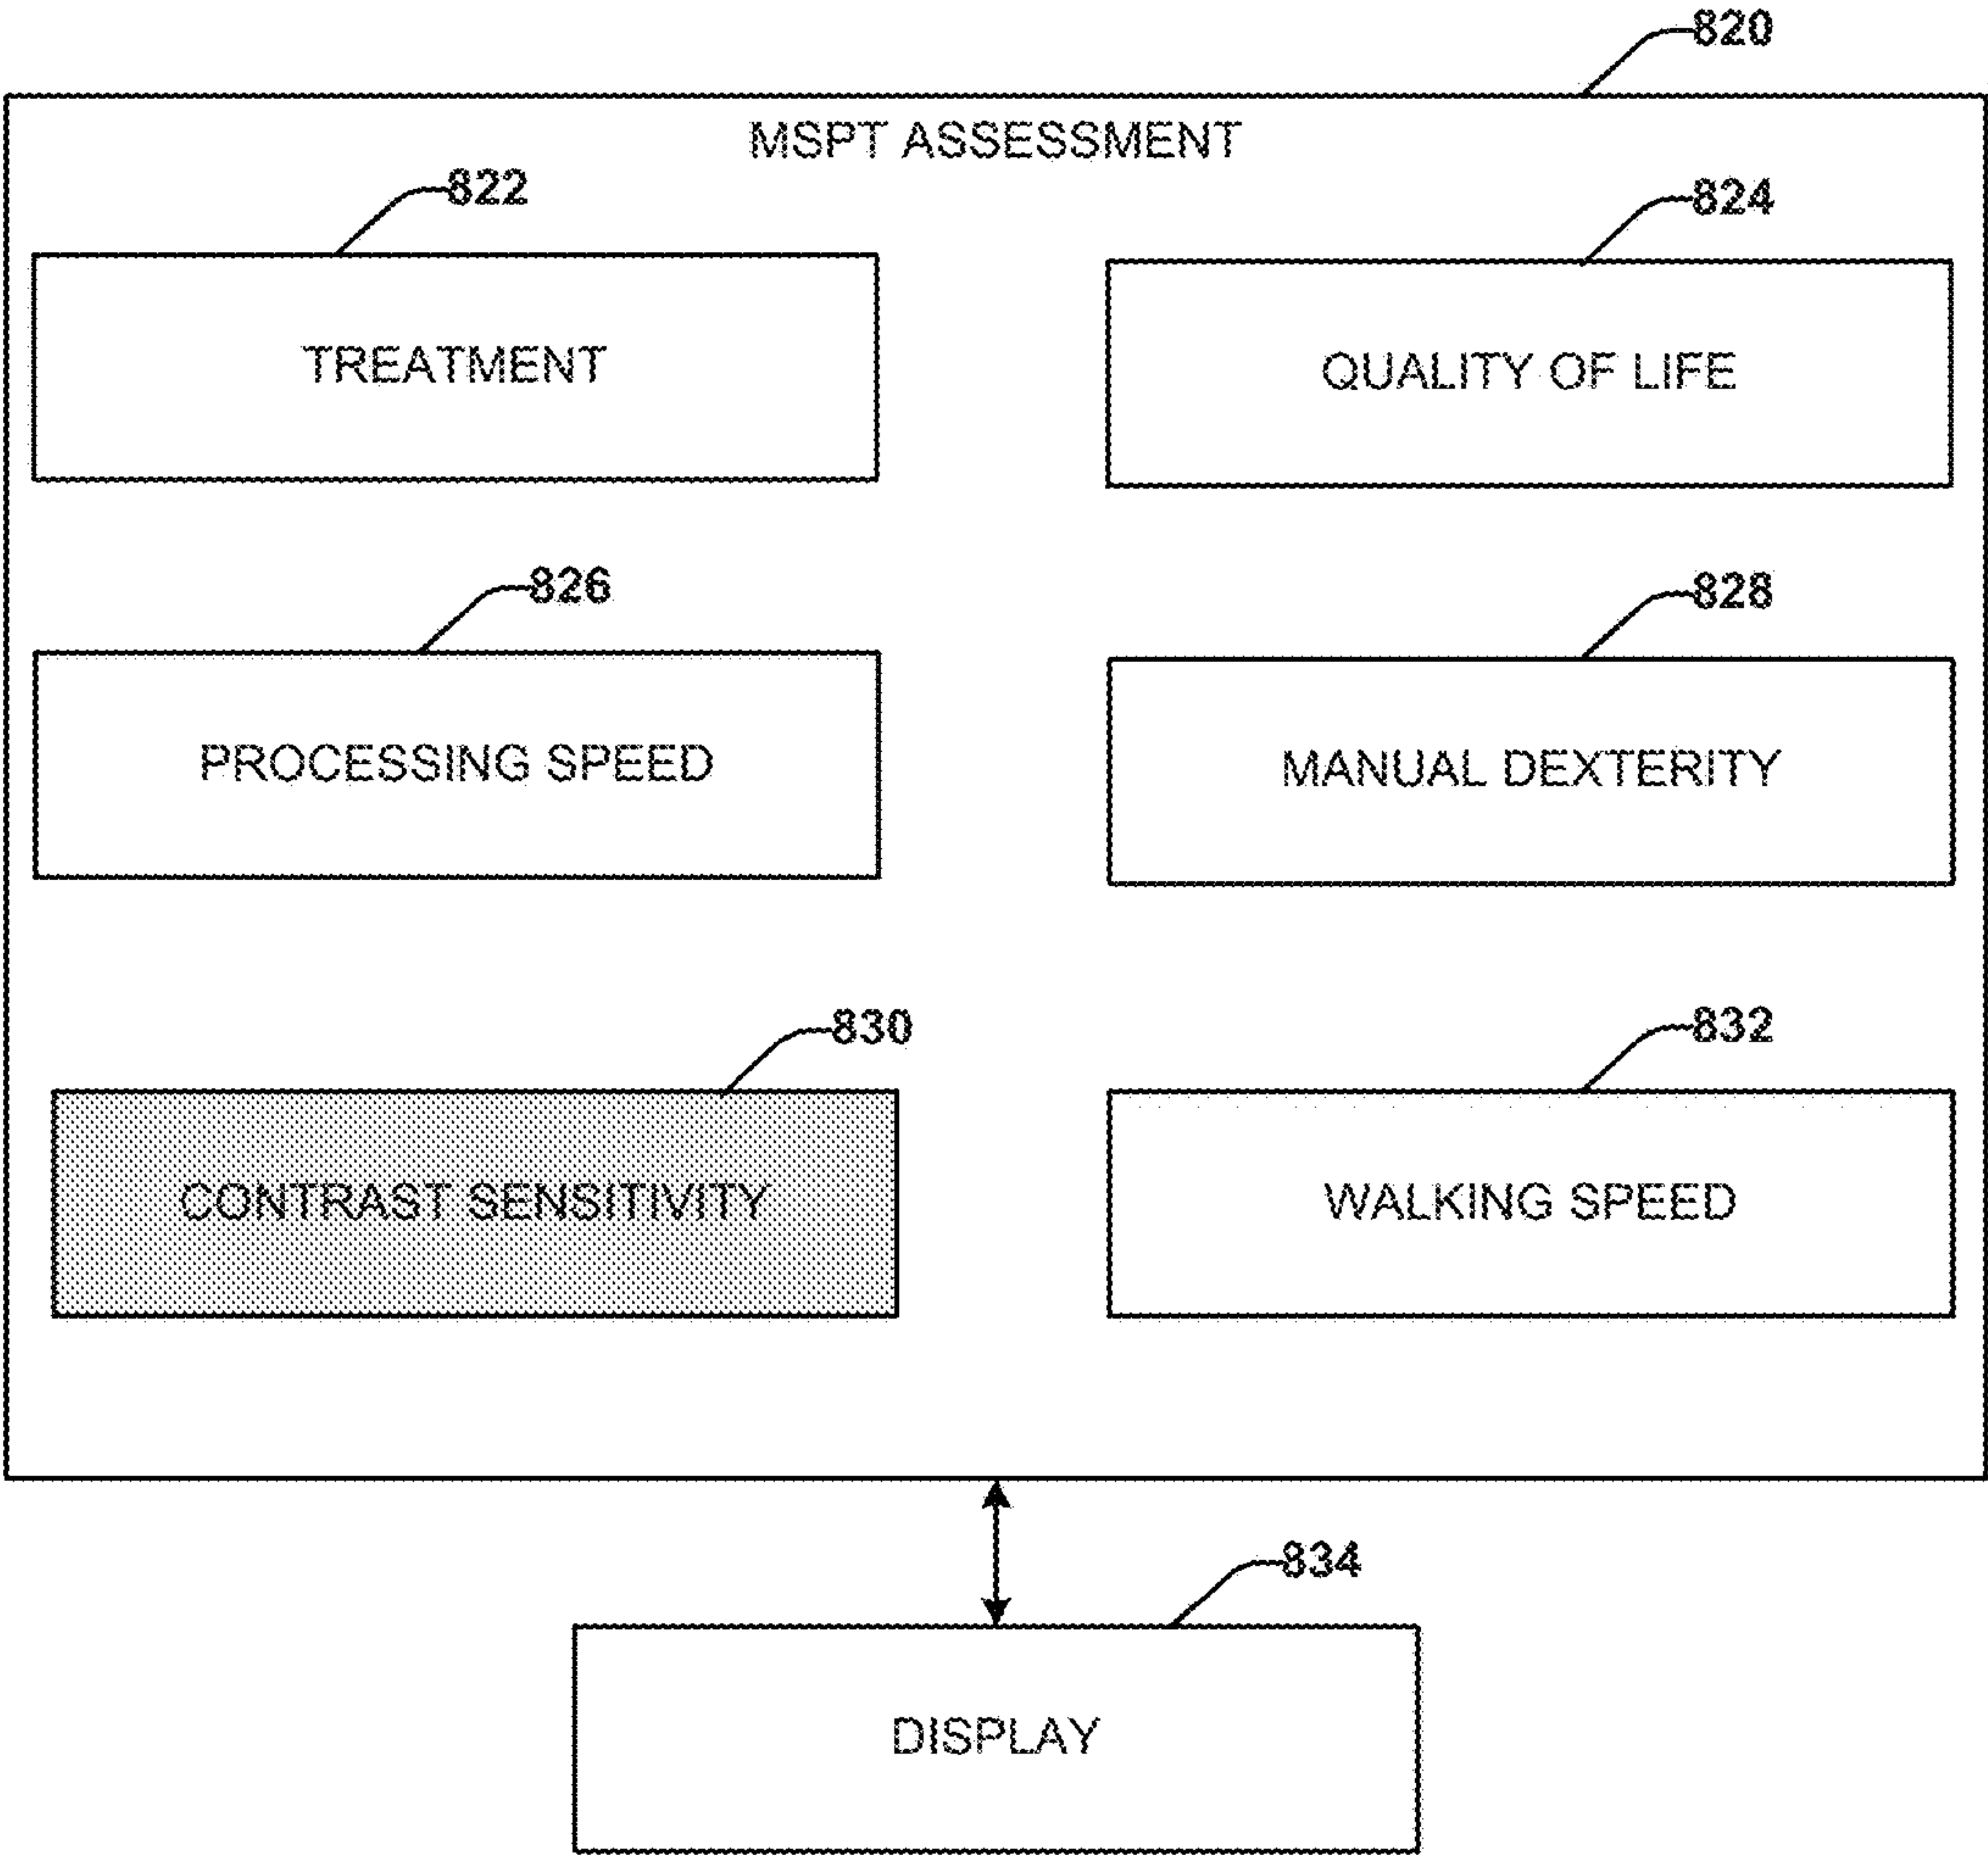 820
MSPT ASSESSMENT
822
824
TREATMENT
QUALITY OF LIFE
826
828
PROCESSING SPEED
MANUAL DEXTERITY
830
832
CONTRAST SENSITIVITY
WALKING SPEED
834
DISPLAY